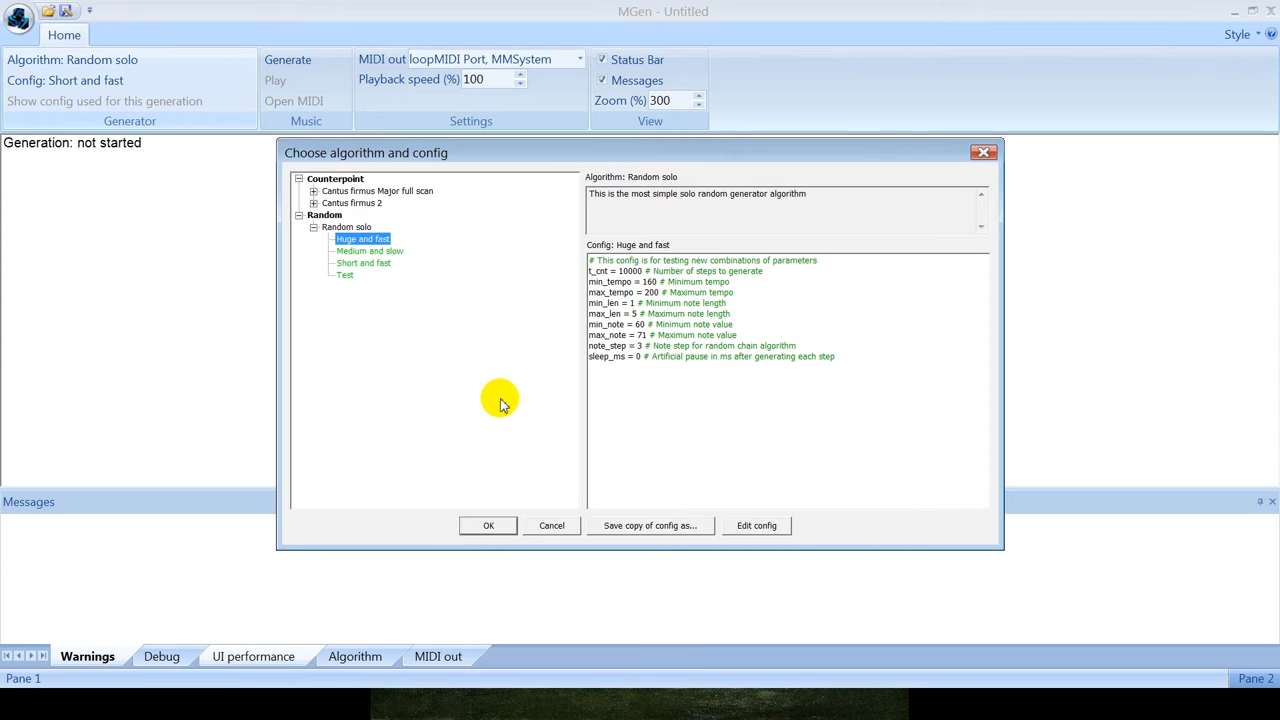 MGen - Untitled
Home
Style
Algorithm: Random solo
Config: Short and fast
Show config used for this generation
Generator
Generate
Play
Open MIDI
Music
MIDI out loopMIDI Port, MMSystem
Playback speed (%) 100
Settings
Status Bar
Messages
Zoom (%) 300
View
Generation: not started
Choose algorithm and config
Counterpoint
Cantus firmus Major full scan
Cantus firmus 2
Random
Random solo
Huge and fast
Medium and slow
Short and fast
Test
Algorithm: Random solo
This is the most simple solo random generator algorithm
Config: Huge and fast
# This config is for testing new combinations of parameters
t_cnt = 10000 # Number of steps to generate
min_tempo = 160 # Minimum tempo
max_tempo = 200 # Maximum tempo
min_len = 1 # Minimum note length
max_len = 5 # Maximum note length
min_note = 60 # Minimum note value
max_note = 71 # Maximum note value
note_step = 3 # Note step for random chain algorithm
sleep_ms = 0 # Artificial pause in ms after generating each step
OK
Cancel
Save copy of config as...
Edit config
Messages
Warnings
Debug
UI performance
Algorithm
MIDI out
Pane 1
Pane 2